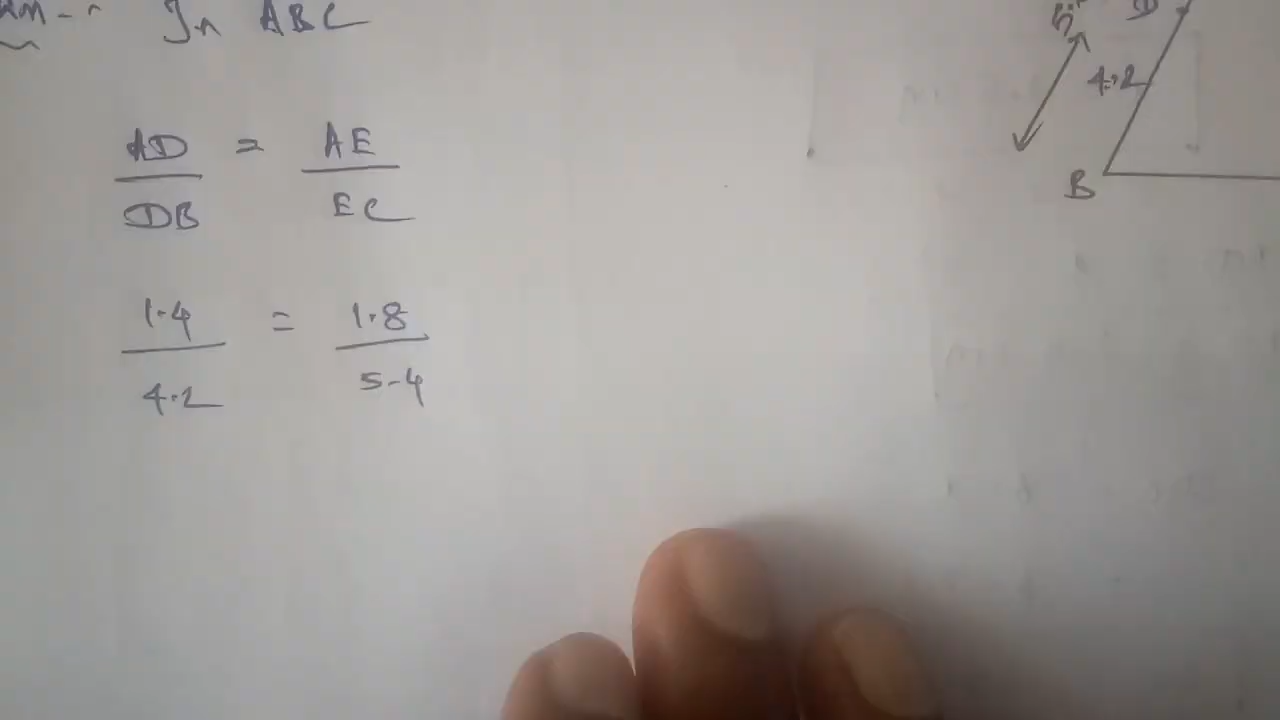 In ABC
AD = AE
DB EC
1.4 = 1.8
4.2 5.4
D
4.2
B